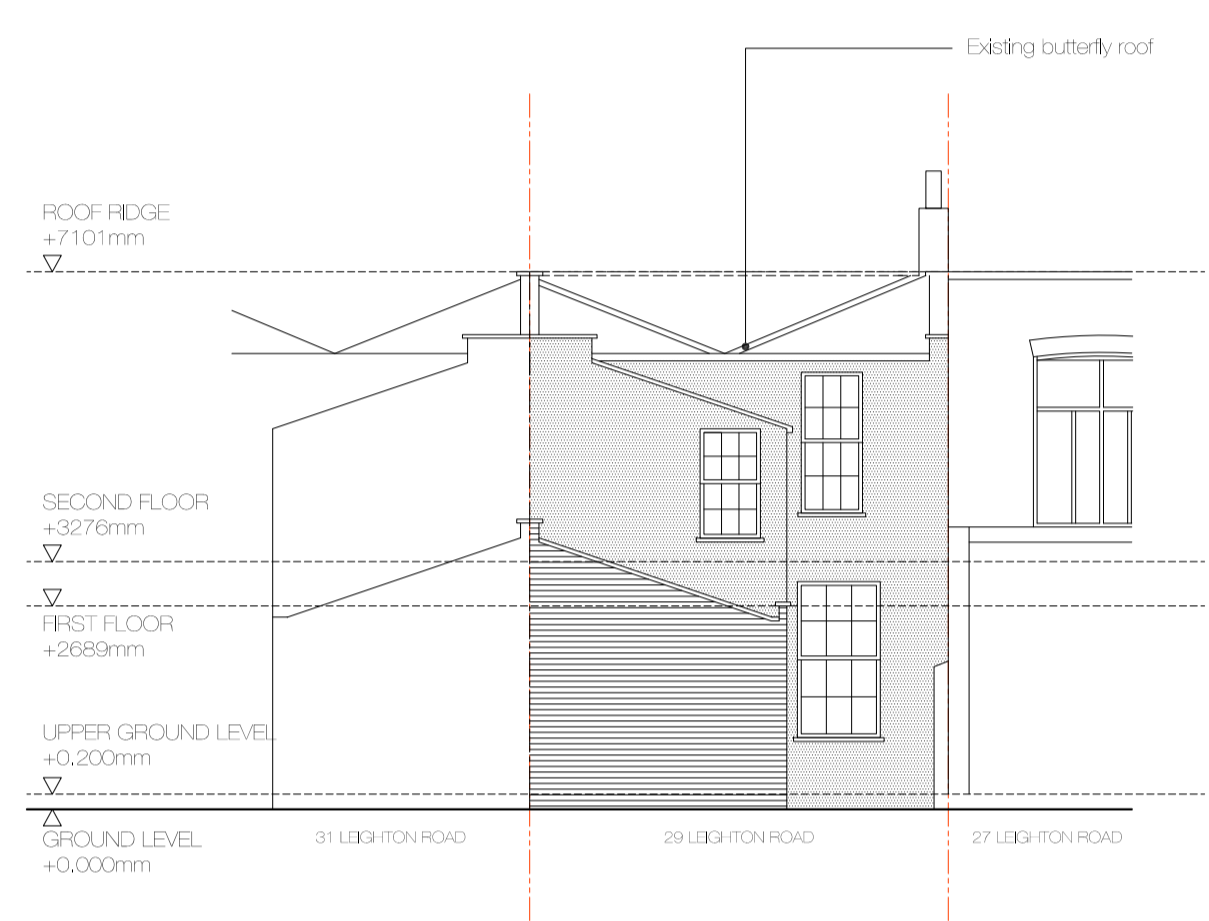 Existing butterfly roof
ROOF RIDGE
+7101mm
SECOND FLOOR
+3276mm
FIRST FLOOR
+2689mm
UPPER GROUND LEVEL
+0.200mm
GROUND LEVEL
+0.000mm
31 LEIGHTON ROAD
29 LEIGHTON ROAD
27 LEIGHTON ROAD